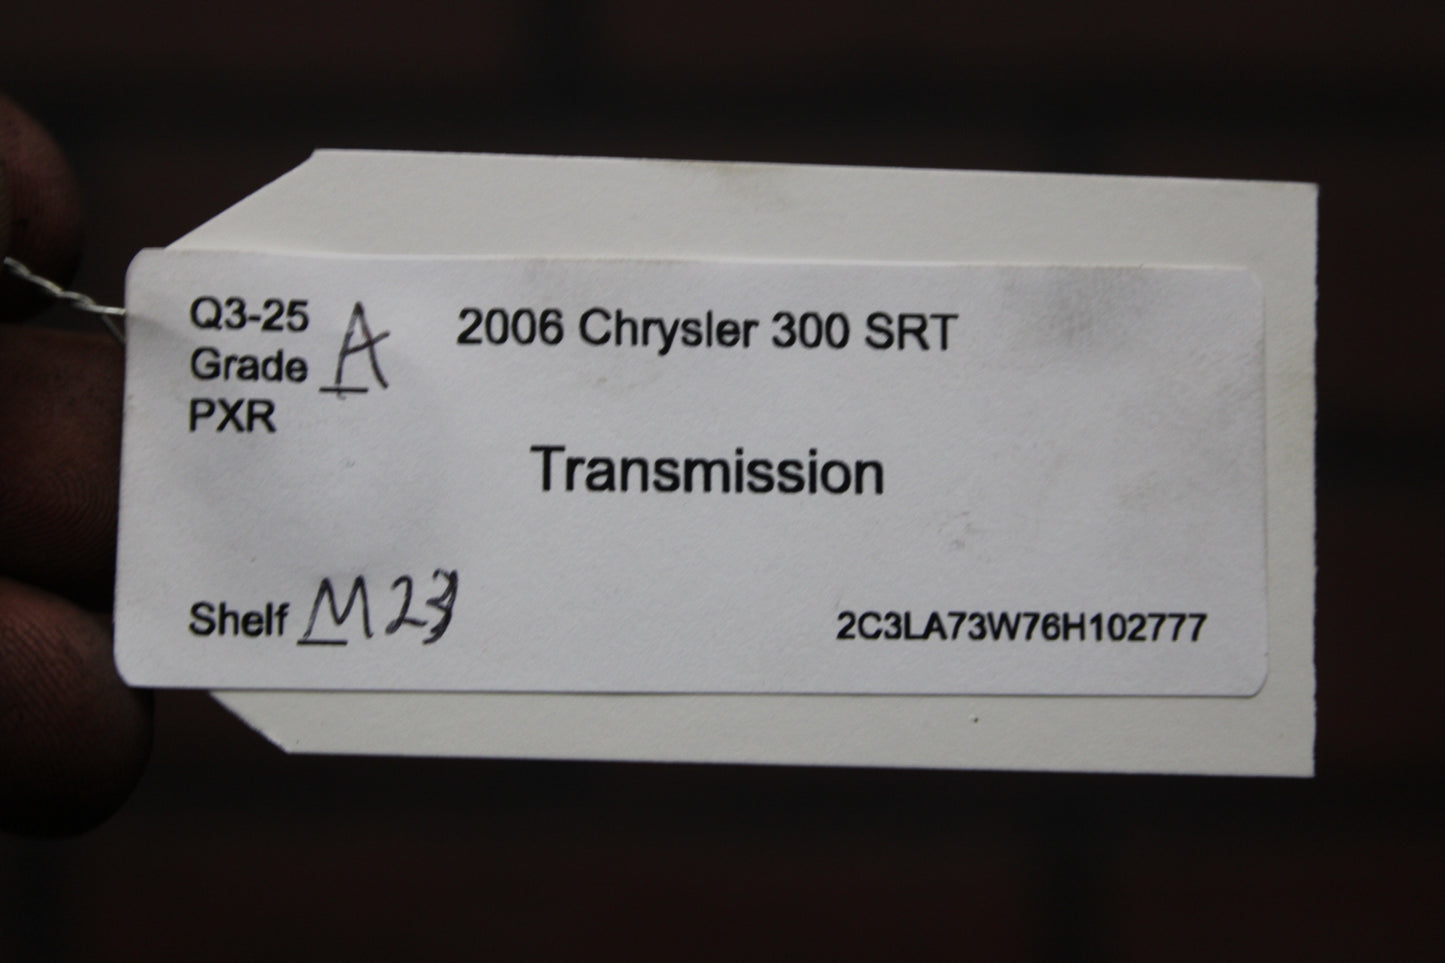 Q3-25
Grade A
PXR
2006 Chrysler 300 SRT
Transmission
Shelf M23
2C3LA73W76H102777